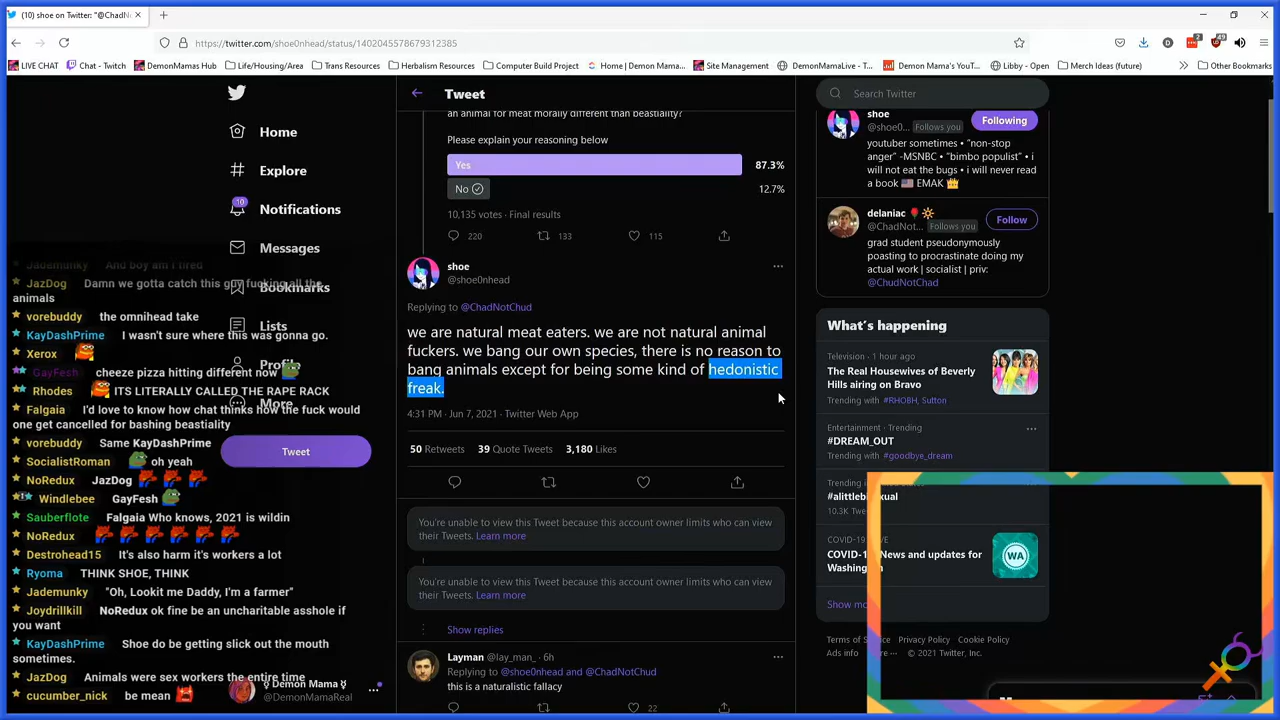 (10) shoe on Twitter: "@ChadN
https://twitter.com/shoe0nhead/status/1402045578679312385
LIVE CHAT
Chat - Twitch
DemonMamas Hub
Life/Housing/Area
Trans Resources
Herbalism Resources
Computer Build Project
Home | Demon Mama...
Site Management
DemonMamaLive - T...
Demon Mama's YouT...
Libby - Open
Merch Ideas (future)
Other Bookmarks
Home
Explore
10
Notifications
Messages
Bookmarks
Lists
More
Tweet
Demon Mama
@DemonMamaReal
JazDog Damn we gotta catch this guy fucking all the
animals
vorebuddy the omnihead take
KayDashPrime I wasn't sure where this was gonna go.
Xerox
GayFesh cheeze pizza hitting different now
Rhodes ITS LITERALLY CALLED THE RAPE RACK
Falgaia I'd love to know how chat thinks how the fuck would
one get cancelled for bashing beastiality
vorebuddy Same KayDashPrime
SocialistRoman oh yeah
NoRedux JazDog
Windlebee GayFesh
Sauberflote Falgaia Who knows, 2021 is wildin
NoRedux
Destrohead15 It's also harm it's workers a lot
Ryoma THINK SHOE, THINK
Jademunky "Oh, Lookit me Daddy, I'm a farmer"
Joydrillkill NoRedux ok fine be an uncharitable asshole if
you want
KayDashPrime Shoe do be getting slick out the mouth
sometimes.
JazDog Animals were sex workers the entire time
cucumber_nick be mean
Tweet
an animal for meat morally different than beastiality?
Please explain your reasoning below
Yes 87.3%
No 12.7%
10,135 votes · Final results
220 133 115
shoe
@shoe0nhead
Replying to @ChadNotChud
we are natural meat eaters. we are not natural animal
fuckers. we bang our own species, there is no reason to
bang animals except for being some kind of hedonistic
freak.
4:31 PM · Jun 7, 2021 · Twitter Web App
50 Retweets 39 Quote Tweets 3,180 Likes
You're unable to view this Tweet because this account owner limits who can view
their Tweets. Learn more
You're unable to view this Tweet because this account owner limits who can view
their Tweets. Learn more
Show replies
Layman @lay_man_ · 6h
Replying to @shoe0nhead and @ChadNotChud
this is a naturalistic fallacy
22
Search Twitter
shoe
@shoe0... Follows you
Following
youtuber sometimes • "non-stop
anger" -MSNBC • "bimbo populist" • i
will not eat the bugs • i will never read
a book EMAK
delaniac
@ChadNot... Follows you
Follow
grad student pseudonymously
poasting to procrastinate doing my
actual work | socialist | priv:
@ChudNotChad
What's happening
Television · 1 hour ago
The Real Housewives of Beverly
Hills airing on Bravo
Trending with #RHOBH, Sutton
Entertainment · Trending
#DREAM_OUT
Trending with #goodbye_dream
Trending
10.3K
COVID-19
News and updates for
WA
Show
Terms of Privacy Policy Cookie Policy
Ads info © 2021 Twitter, Inc.